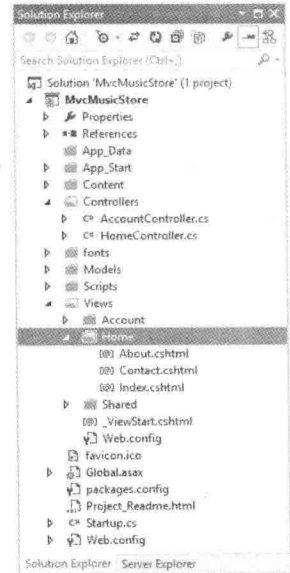 Solution Explorer
Search Solution Explorer (Ctrl+;)
Solution 'MvcMusicStore' (1 project)
MvcMusicStore
Properties
References
App_Data
App_Start
Content
Controllers
C# AccountController.cs
C# HomeController.cs
fonts
Models
Scripts
Views
Account
Home
[@] About.cshtml
[@] Contact.cshtml
[@] Index.cshtml
Shared
[@] _ViewStart.cshtml
Web.config
favicon.ico
Global.asax
packages.config
Project_Readme.html
C# Startup.cs
Web.config
Solution Explorer Server Explorer